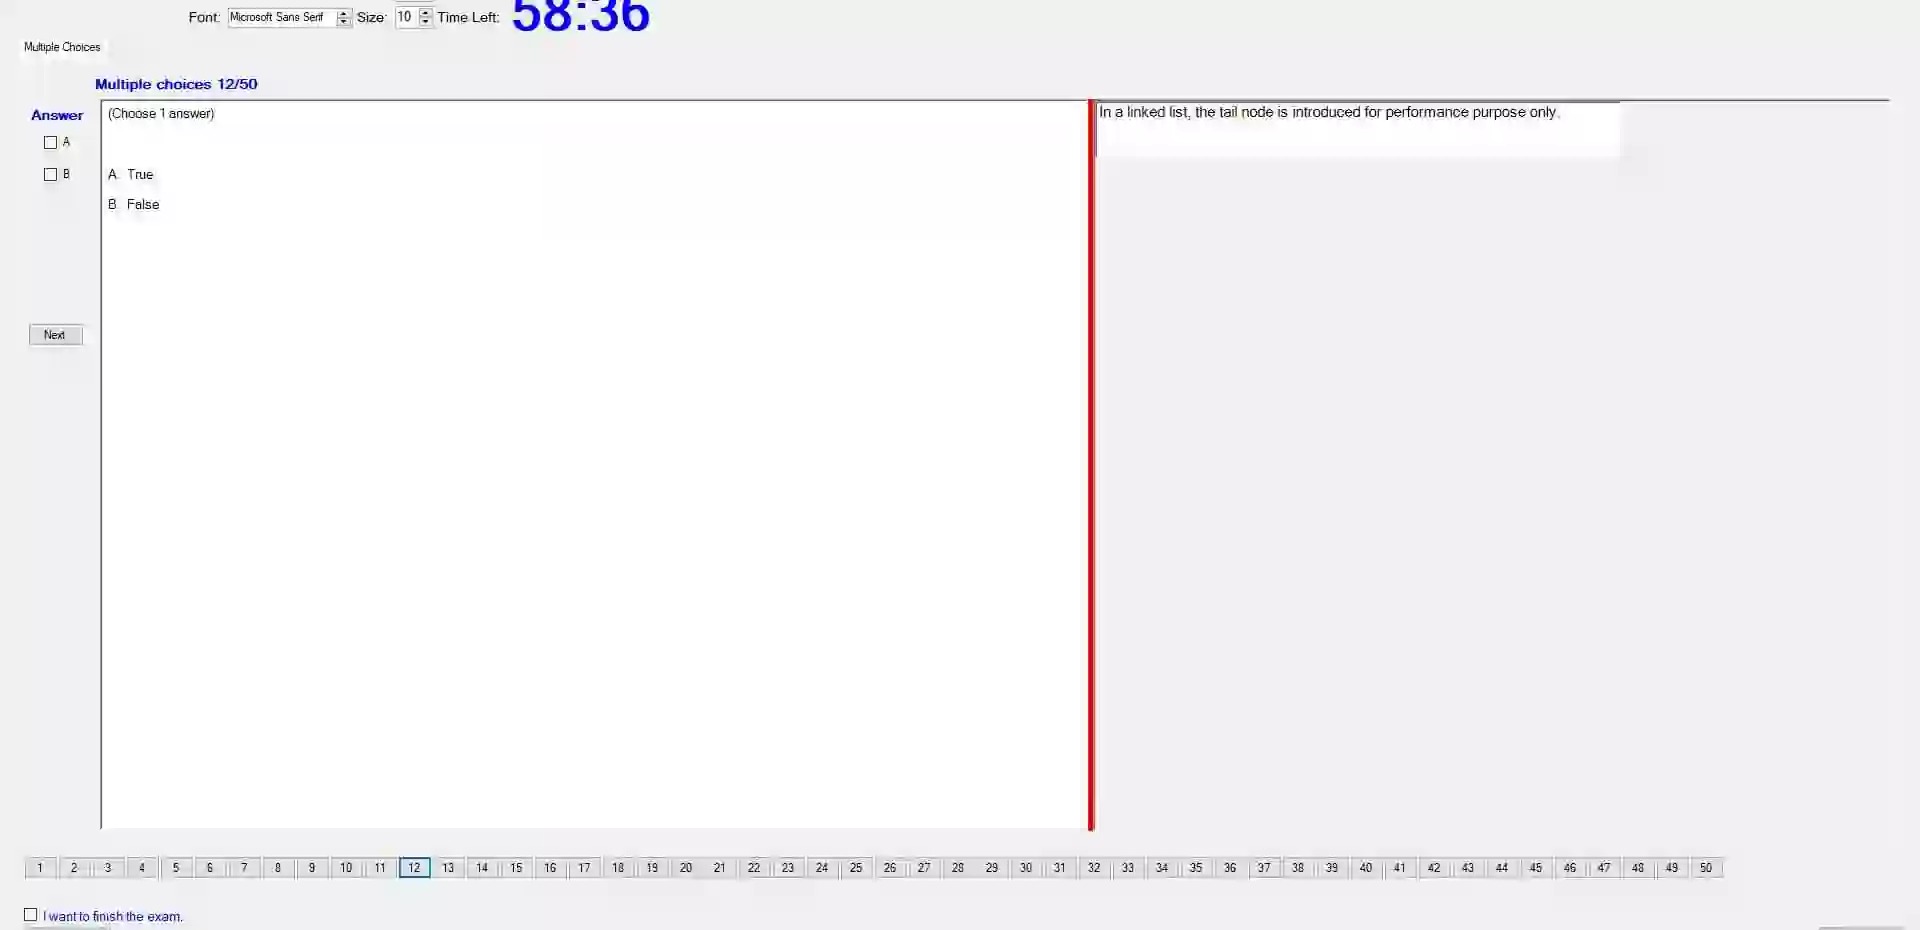 Font: Microsoft Sans Serif Size: 10 Time Left: 58:36
Multiple Choices
Multiple choices 12/50
Answer
(Choose 1 answer)
In a linked list, the tail node is introduced for performance purpose only.
A
B
A. True
B. False
Next
1 2 3 4 5 6 7 8 9 10 11 12 13 14 15 16 17 18 19 20 21 22 23 24 25 26 27 28 29 30 31 32 33 34 35 36 37 38 39 40 41 42 43 44 45 46 47 48 49 50
I want to finish the exam.